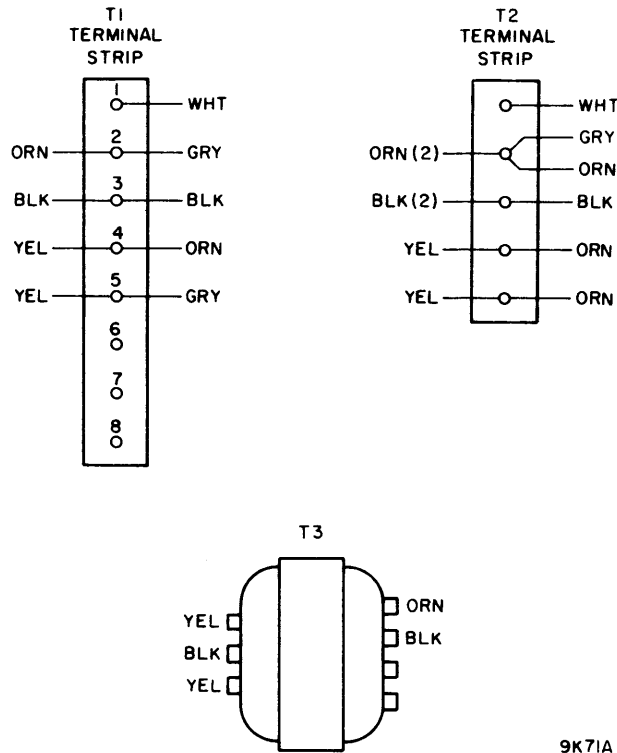 T1
TERMINAL
STRIP
1
WHT
ORN
2
GRY
BLK
3
BLK
YEL
4
ORN
YEL
5
GRY
6
7
8
T2
TERMINAL
STRIP
WHT
ORN(2)
GRY
ORN
BLK(2)
BLK
YEL
ORN
YEL
ORN
T3
YEL
BLK
YEL
ORN
BLK
9K71A